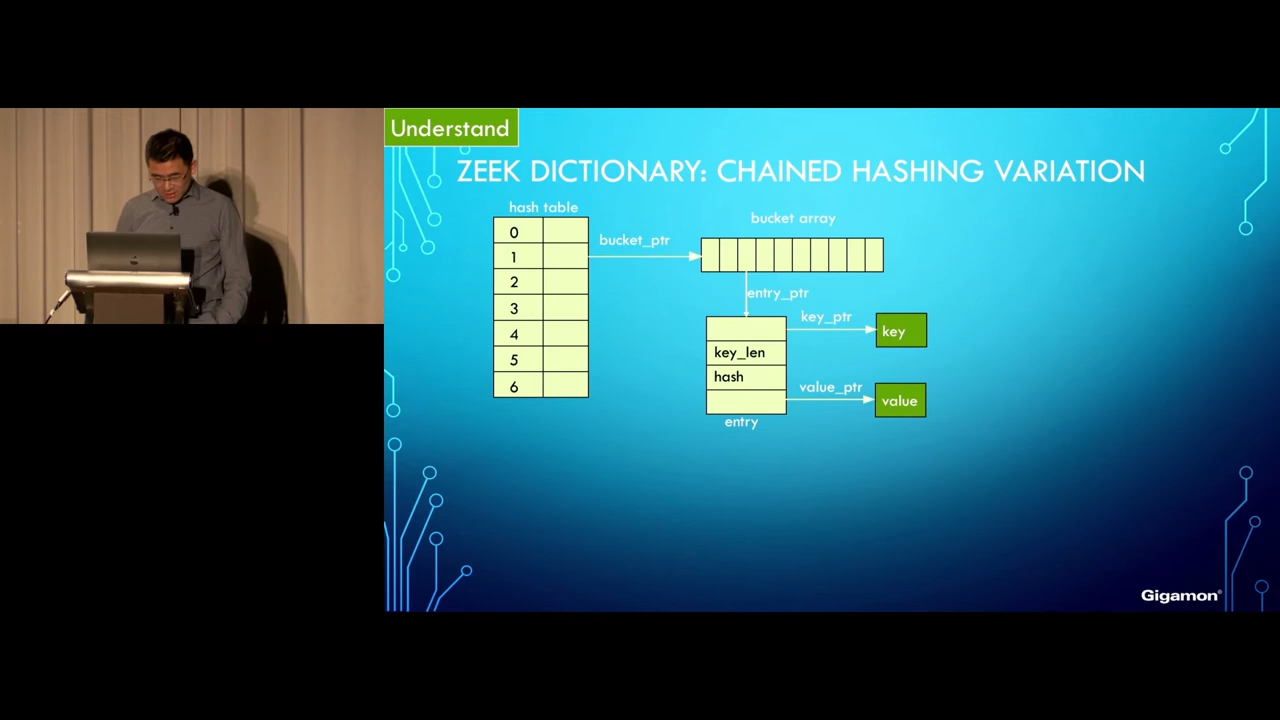 Understand
ZEEK DICTIONARY: CHAINED HASHING VARIATION
hash table
0
1
2
3
4
5
6
bucket_ptr
bucket array
entry_ptr
key_ptr
key
key_len
hash
value_ptr
value
entry
Gigamon®